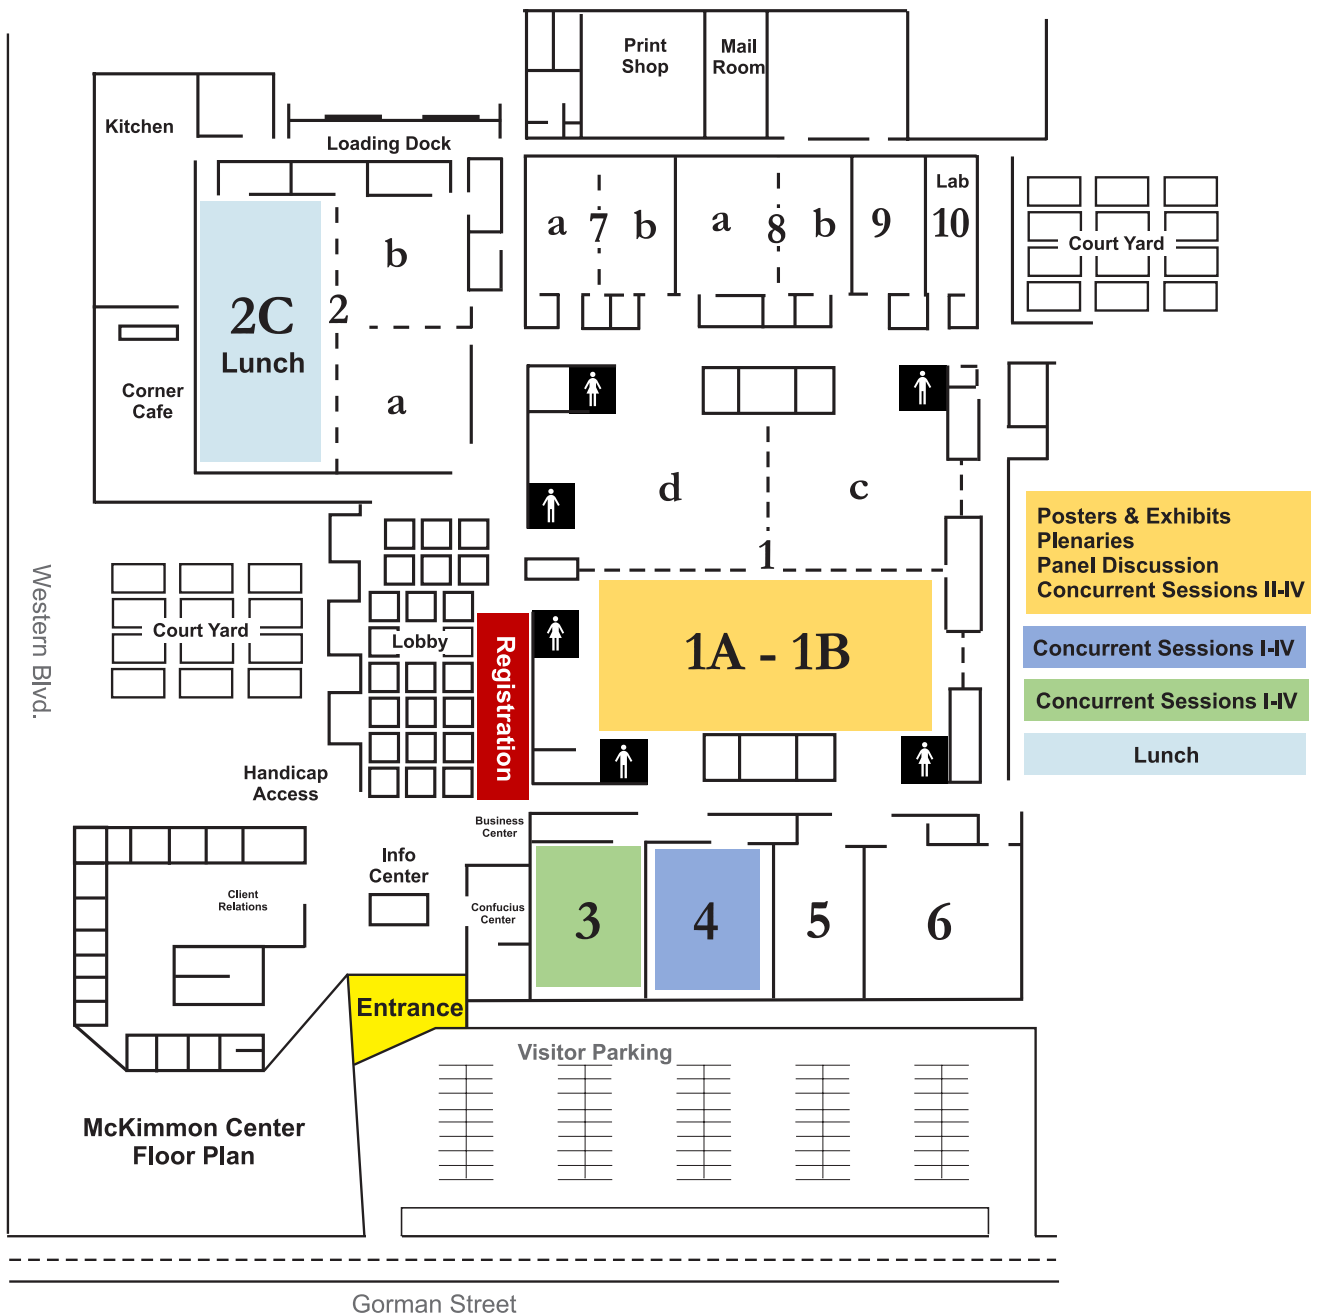 Print
Shop
Mail
Room
Kitchen
Loading Dock
Lab
a
7
b
a
8
b
9
10
Court Yard
b
2C
2
Lunch
Corner
Cafe
a
d
c
1
Posters & Exhibits
Plenaries
Panel Discussion
Concurrent Sessions II-IV
Western Blvd.
Court Yard
Lobby
Registration
1A - 1B
Concurrent Sessions I-IV
Concurrent Sessions I-IV
Lunch
Handicap
Access
Business
Center
Info
Center
Client
Relations
Confucius
Center
3
4
5
6
Entrance
Visitor Parking
McKimmon Center
Floor Plan
Gorman Street